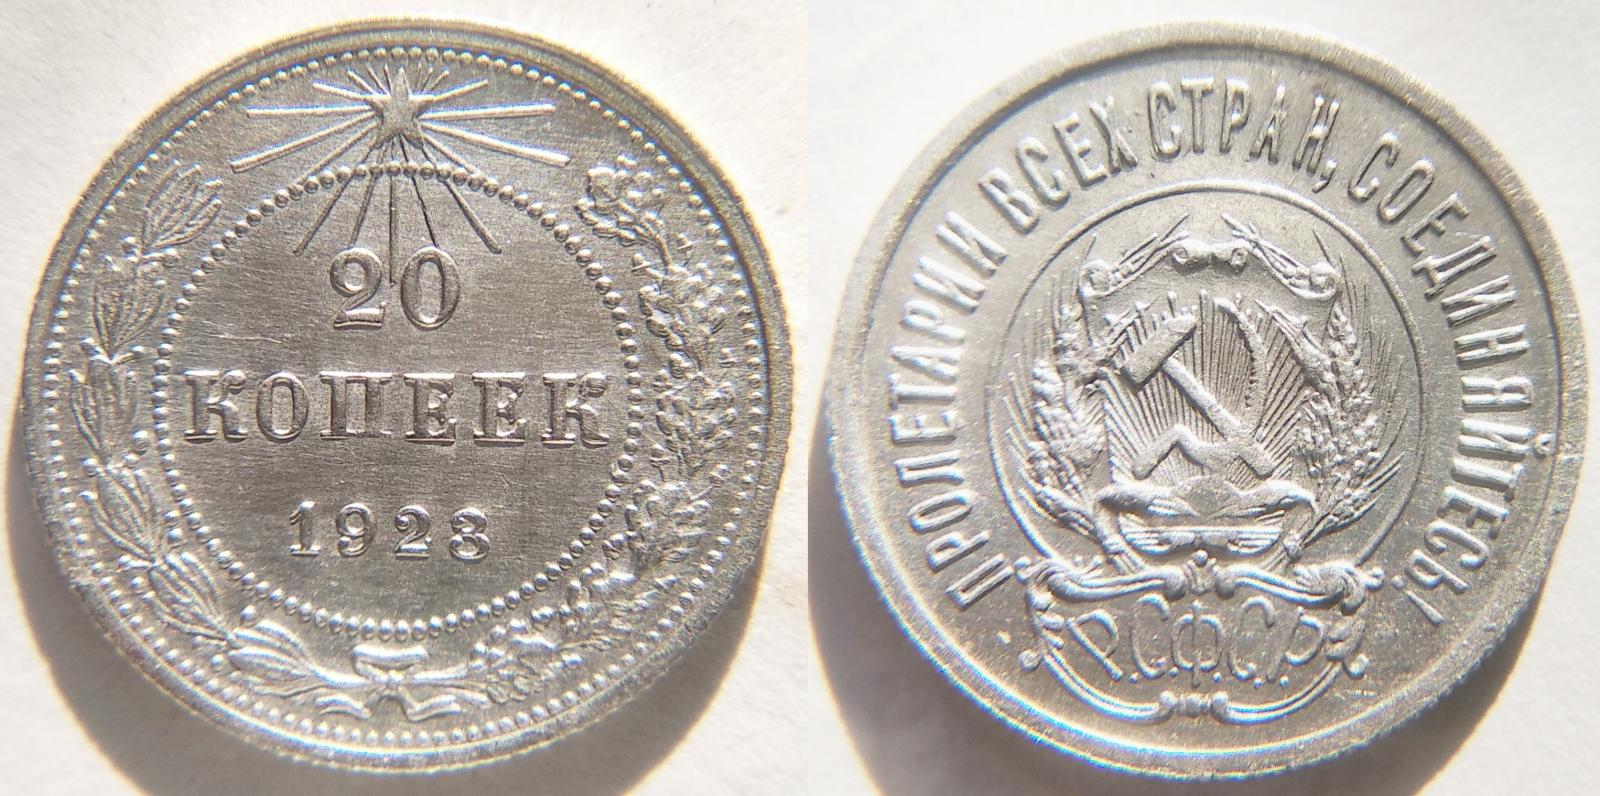 20
КОПЕЕК
1923
ПРОЛЕТАРИИ ВСЕХ СТРАН, СОЕДИНЯЙТЕСЬ!
Р.С.Ф.С.Р.